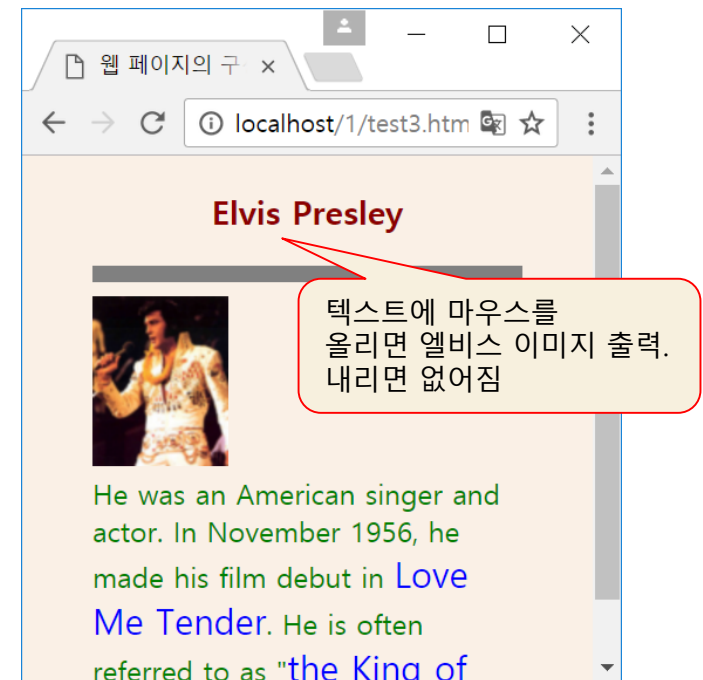 웹 페이지의 구
localhost/1/test3.htm
Elvis Presley
텍스트에 마우스를
올리면 엘비스 이미지 출력.
내리면 없어짐
He was an American singer and
actor. In November 1956, he
made his film debut in Love
Me Tender. He is often
referred to as "the King of